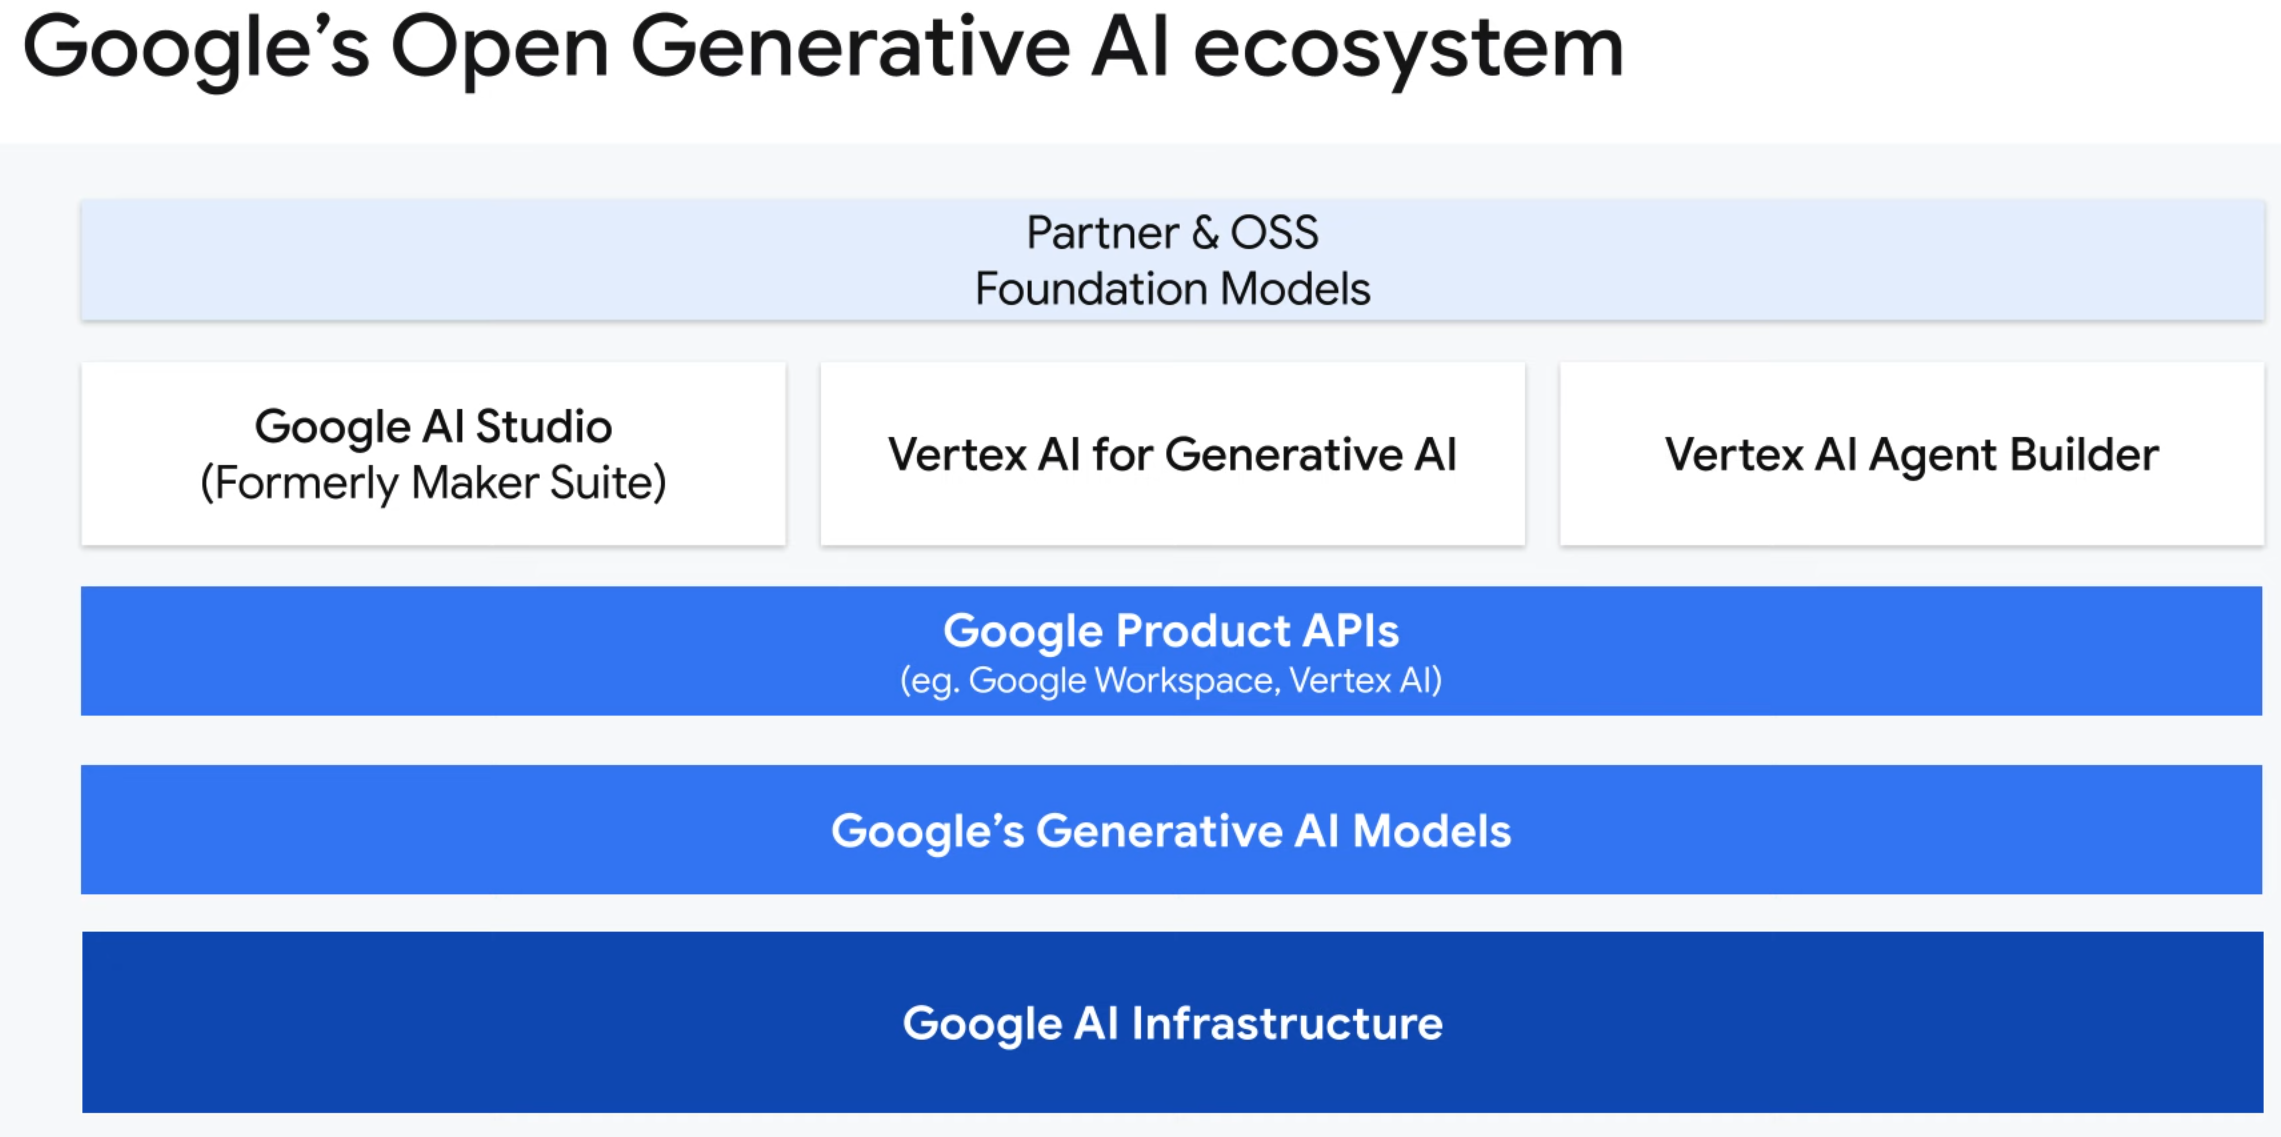 Google’s Open Generative AI ecosystem
Partner & OSS
Foundation Models
Google AI Studio
(Formerly Maker Suite)
Vertex AI for Generative AI
Vertex AI Agent Builder
Google Product APIs
(eg. Google Workspace, Vertex AI)
Google’s Generative AI Models
Google AI Infrastructure